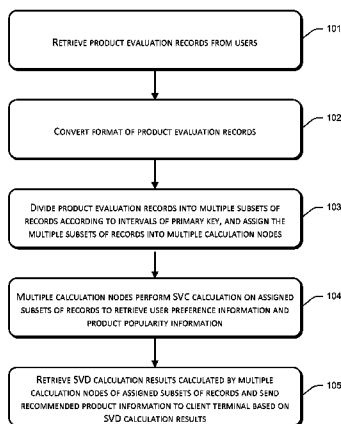 RETRIEVE PRODUCT EVALUATION RECORDS FROM USERS
101
CONVERT FORMAT OF PRODUCT EVALUATION RECORDS
102
DIVIDE PRODUCT EVALUATION RECORDS INTO MULTIPLE SUBSETS OF
RECORDS ACCORDING TO INTERVALS OF PRIMARY KEY, AND ASSIGN THE
MULTIPLE SUBSETS OF RECORDS INTO MULTIPLE CALCULATION NODES
103
MULTIPLE CALCULATION NODES PERFORM SVC CALCULATION ON ASSIGNED
SUBSETS OF RECORDS TO RETRIEVE USER PREFERENCE INFORMATION AND
PRODUCT POPULARITY INFORMATION
104
RETRIEVE SVD CALCULATION RESULTS CALCULATED BY MULTIPLE
CALCULATION NODES OF ASSIGNED SUBSETS OF RECORDS AND SEND
RECOMMENDED PRODUCT INFORMATION TO CLIENT TERMINAL BASED ON
SVD CALCULATION RESULTS
105